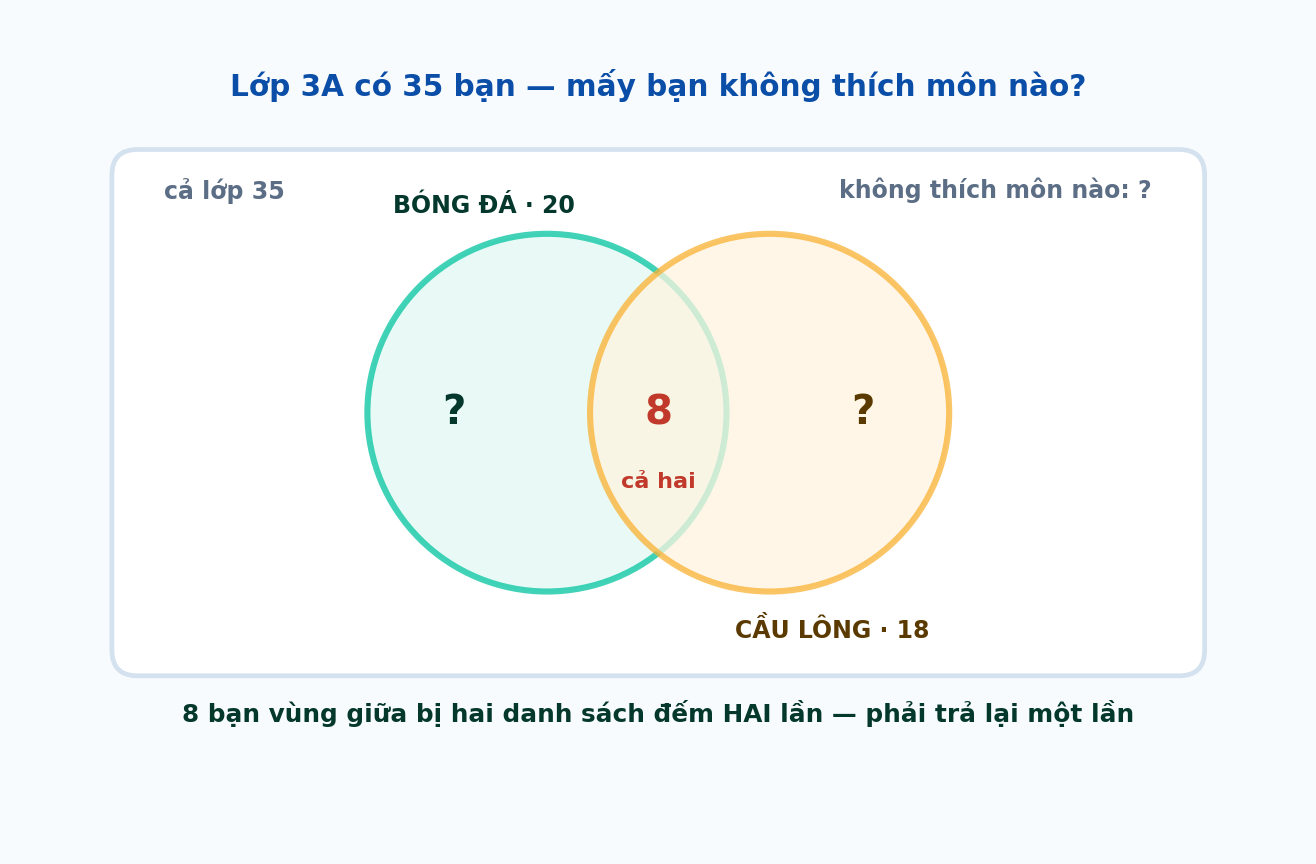 Lớp 3A có 35 bạn — mấy bạn không thích môn nào?
cả lớp 35
không thích môn nào: ?
BÓNG ĐÁ · 20
?
8
?
cả hai
CẦU LÔNG · 18
8 bạn vùng giữa bị hai danh sách đếm HAI lần — phải trả lại một lần